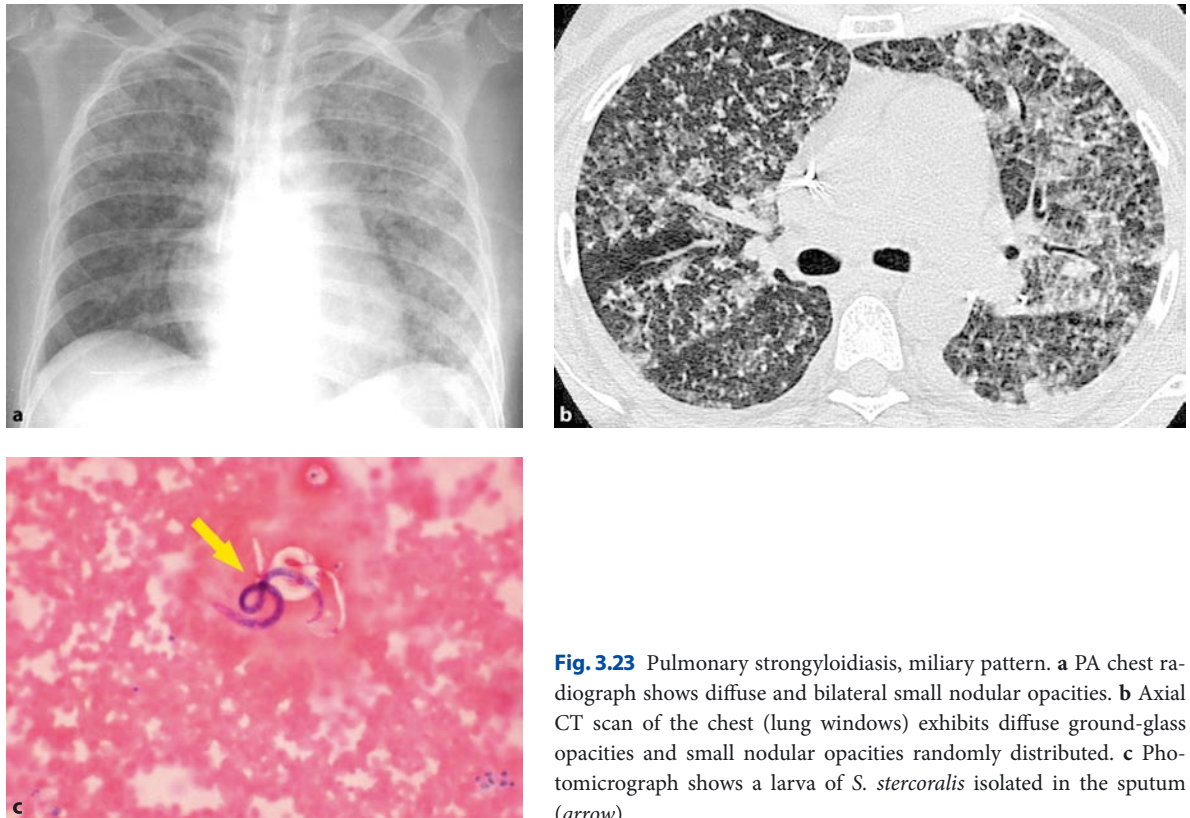 a
b
c
Fig. 3.23 Pulmonary strongyloidiasis, miliary pattern. a PA chest ra-
diograph shows diffuse and bilateral small nodular opacities. b Axial
CT scan of the chest (lung windows) exhibits diffuse ground-glass
opacities and small nodular opacities randomly distributed. c Pho-
tomicrograph shows a larva of S. stercoralis isolated in the sputum
(arrow)